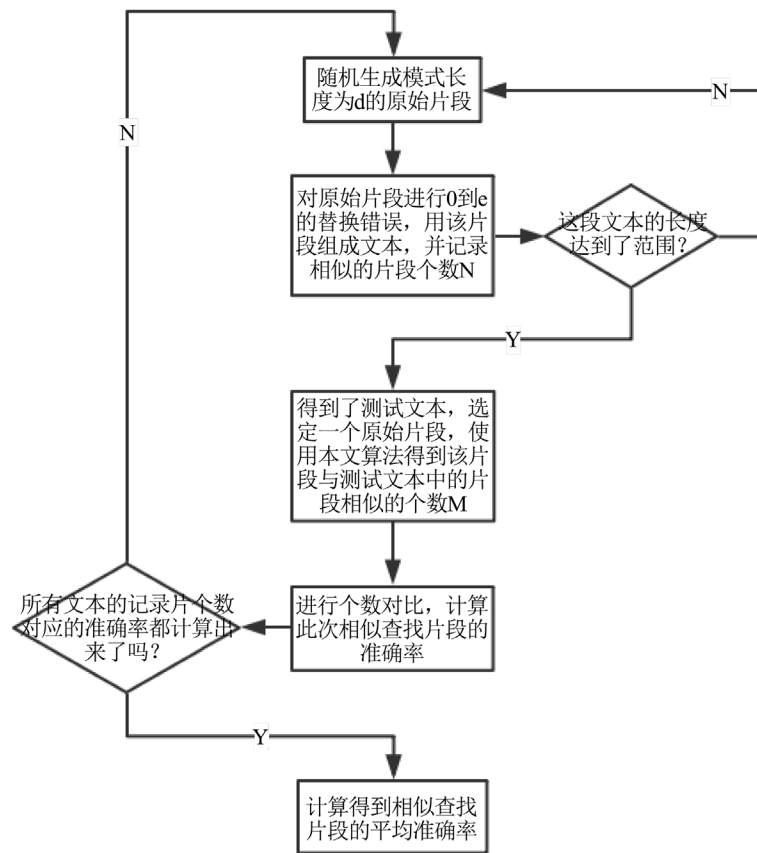 随机生成模式长
度为d的原始片段
N
N
对原始片段进行0到e
的替换错误，用该片
段组成文本，并记录
相似的片段个数N
这段文本的长度
达到了范围？
Y
得到了测试文本，选
定一个原始片段，使
用本文算法得到该片
段与测试文本中的片
段相似的个数M
进行个数对比，计算
此次相似查找片段的
准确率
所有文本的记录片个数
对应的准确率都计算出
来了吗？
Y
计算得到相似查找
片段的平均准确率